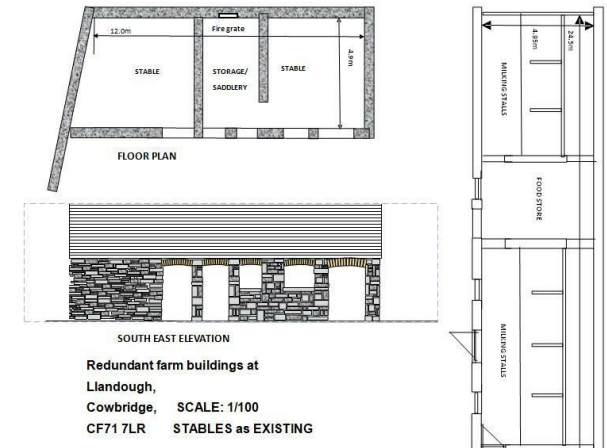 12.0m
Fire grate
4.9m
STABLE
STORAGE/
SADDLERY
STABLE
FLOOR PLAN
SOUTH EAST ELEVATION
Redundant farm buildings at
Llandough,
Cowbridge, SCALE: 1/100
CF71 7LR STABLES as EXISTING
4.95m
24.5m
MILKING STALLS
FOOD STORE
MILKING STALLS